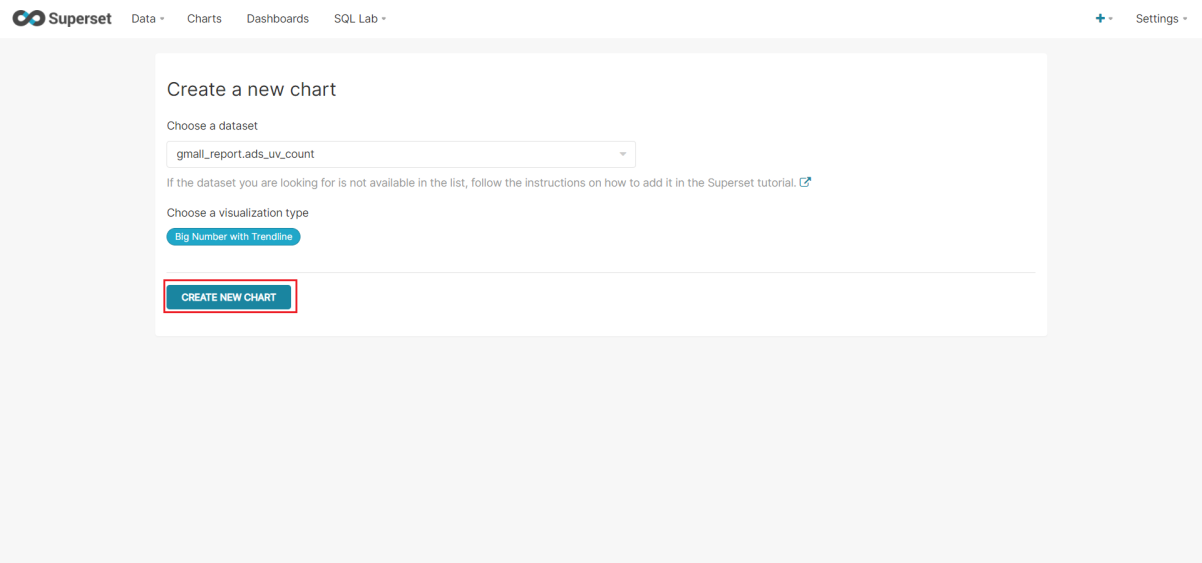 Superset Data Charts Dashboards SQL Lab Settings
Create a new chart
Choose a dataset
gmall_report.ads_uv_count
If the dataset you are looking for is not available in the list, follow the instructions on how to add it in the Superset tutorial.
Choose a visualization type
Big Number with Trendline
CREATE NEW CHART